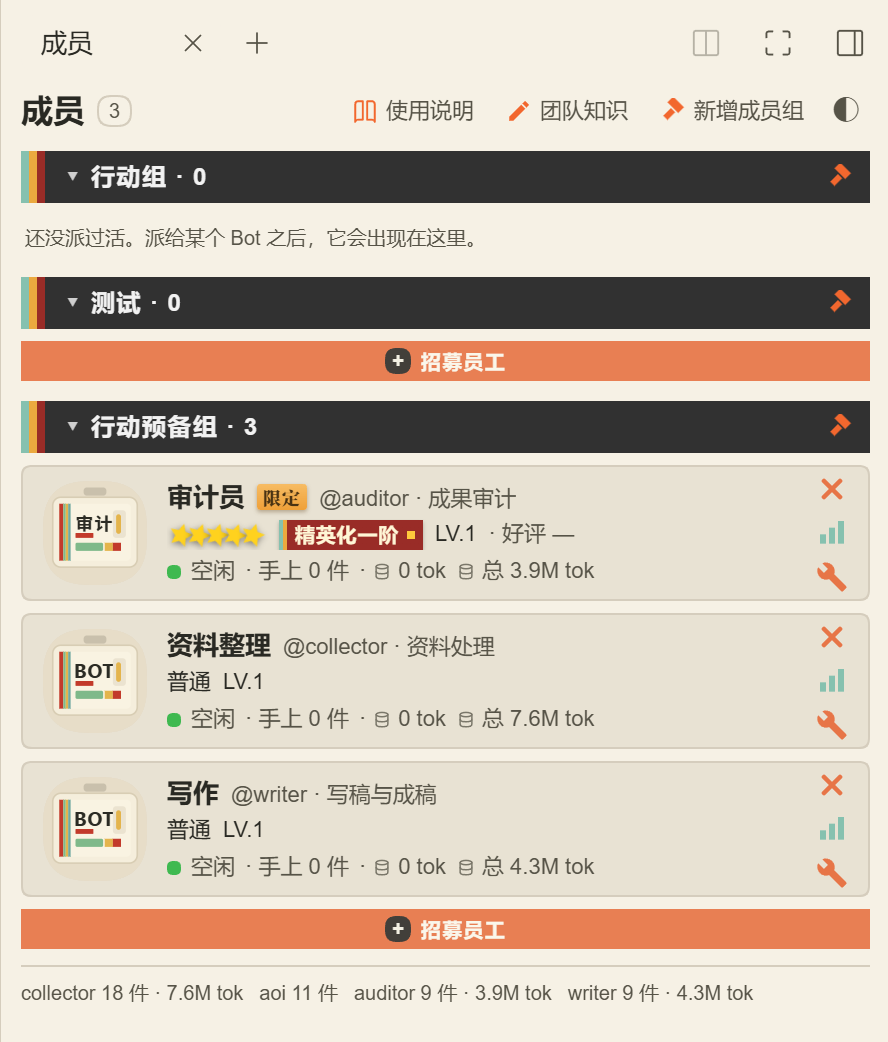 成员
成员 3 使用说明 团队知识 新增成员组
行动组 · 0
还没派过活。派给某个 Bot 之后，它会出现在这里。
测试 · 0
招募员工
行动预备组 · 3
审计
审计员 限定 @auditor · 成果审计
精英化一阶 LV.1 · 好评 —
空闲 · 手上 0 件 · 0 tok 总 3.9M tok
BOT
资料整理 @collector · 资料处理
普通 LV.1
空闲 · 手上 0 件 · 0 tok 总 7.6M tok
BOT
写作 @writer · 写稿与成稿
普通 LV.1
空闲 · 手上 0 件 · 0 tok 总 4.3M tok
招募员工
collector 18 件 · 7.6M tok aoi 11 件 auditor 9 件 · 3.9M tok writer 9 件 · 4.3M tok